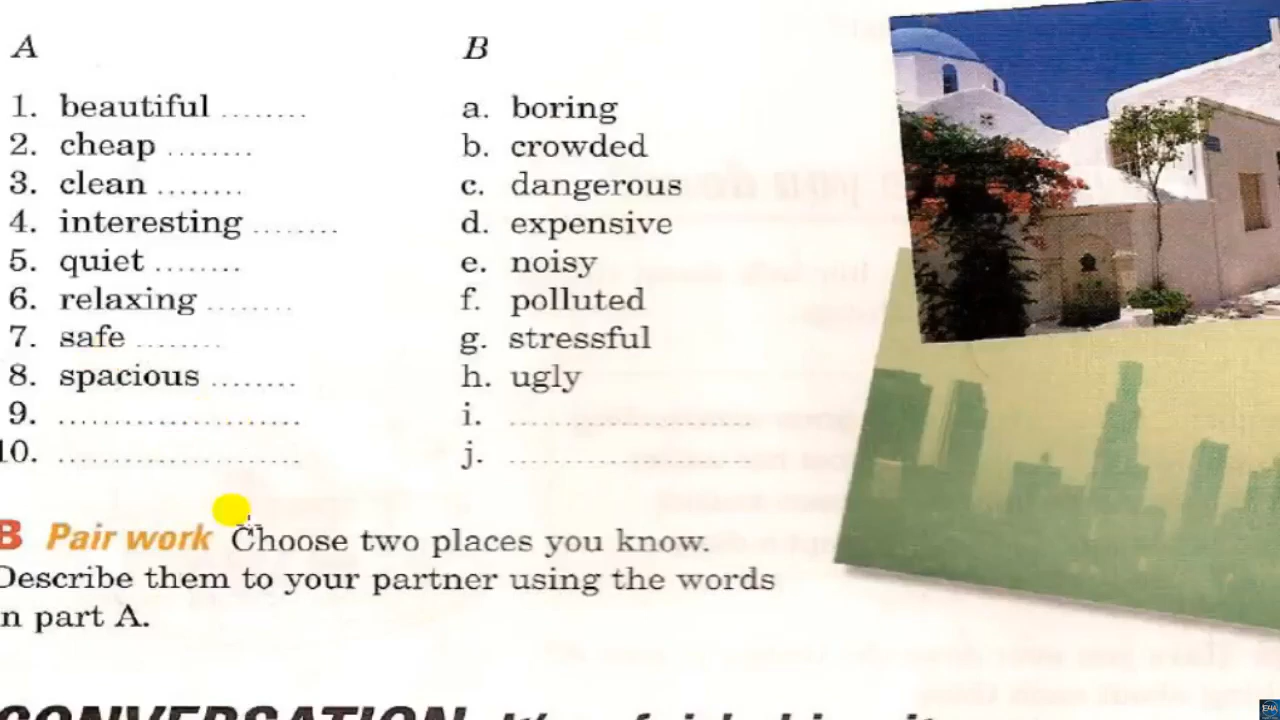 A
B
1. beautiful ........
a. boring
2. cheap ........
b. crowded
3. clean ........
c. dangerous
4. interesting ........
d. expensive
5. quiet ........
e. noisy
6. relaxing ........
f. polluted
7. safe ........
g. stressful
8. spacious ........
h. ugly
9. ........................
i. ........................
10. ........................
j. ........................
B Pair work Choose two places you know.
Describe them to your partner using the words
in part A.
CONVERSATION